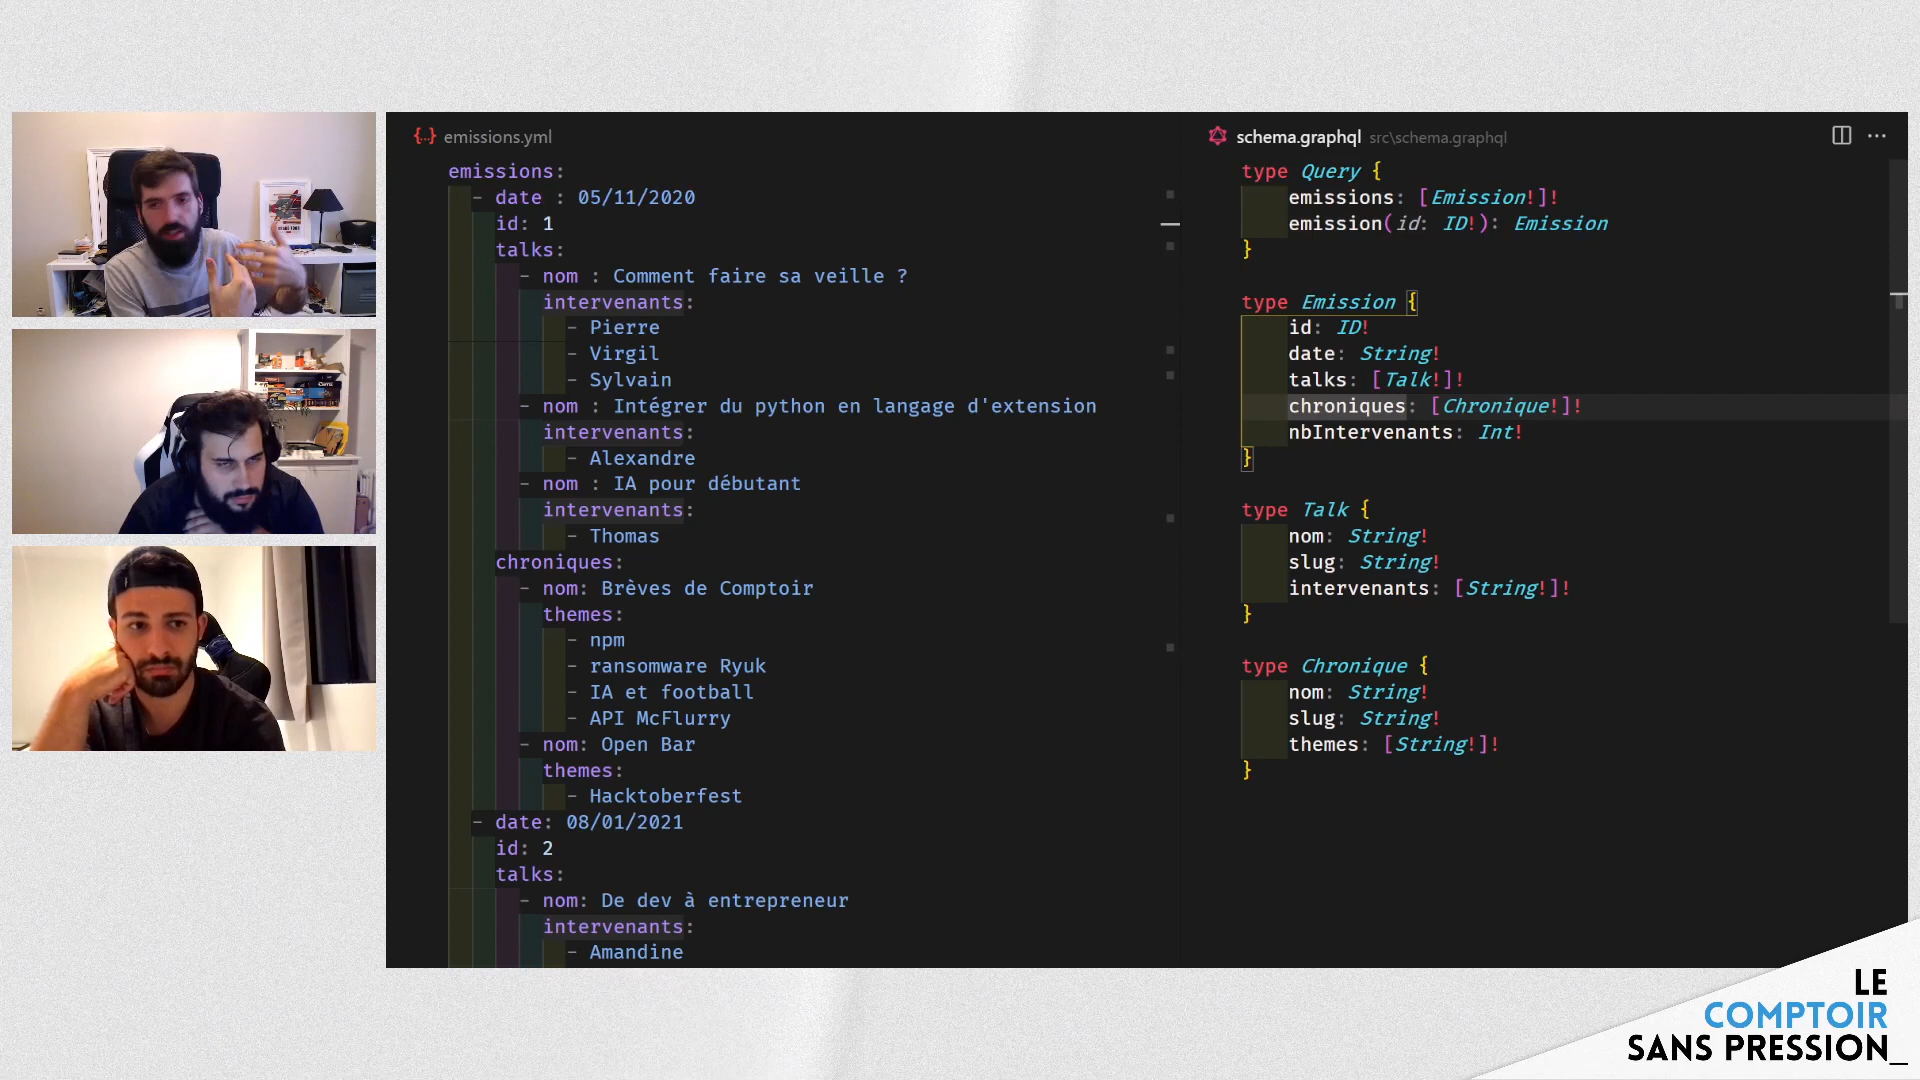 emissions.yml
emissions:
- date : 05/11/2020
id: 1
talks:
- nom : Comment faire sa veille ?
intervenants:
- Pierre
- Virgil
- Sylvain
- nom : Intégrer du python en langage d'extension
intervenants:
- Alexandre
- nom : IA pour débutant
intervenants:
- Thomas
chroniques:
- nom: Brèves de Comptoir
themes:
- npm
- ransomware Ryuk
- IA et football
- API McFlurry
- nom: Open Bar
themes:
- Hacktoberfest
- date: 08/01/2021
id: 2
talks:
- nom: De dev à entrepreneur
intervenants:
- Amandine
schema.graphql src\schema.graphql
type Query {
emissions: [Emission!]!
emission(id: ID!): Emission
}
type Emission {
id: ID!
date: String!
talks: [Talk!]!
chroniques: [Chronique!]!
nbIntervenants: Int!
}
type Talk {
nom: String!
slug: String!
intervenants: [String!]!
}
type Chronique {
nom: String!
slug: String!
themes: [String!]!
}
LE
COMPTOIR
SANS PRESSION_